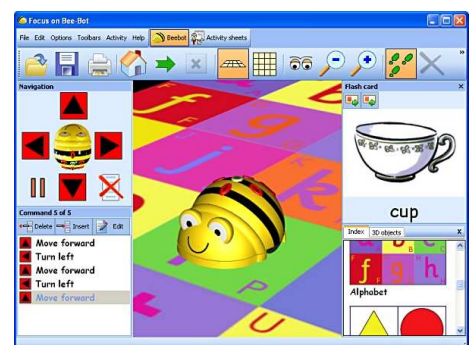 Focus on Bee-Bot
File Edit Options Toolbars Activity Help Beebot Activity sheets
Navigation
Command 5 of 5
Delete Insert Edit
Move forward
Turn left
Move forward
Turn left
Move forward
f
g
j
k
P
U
Flash card x
cup
Index 3D objects x
B C
f g h
F G
Alphabet